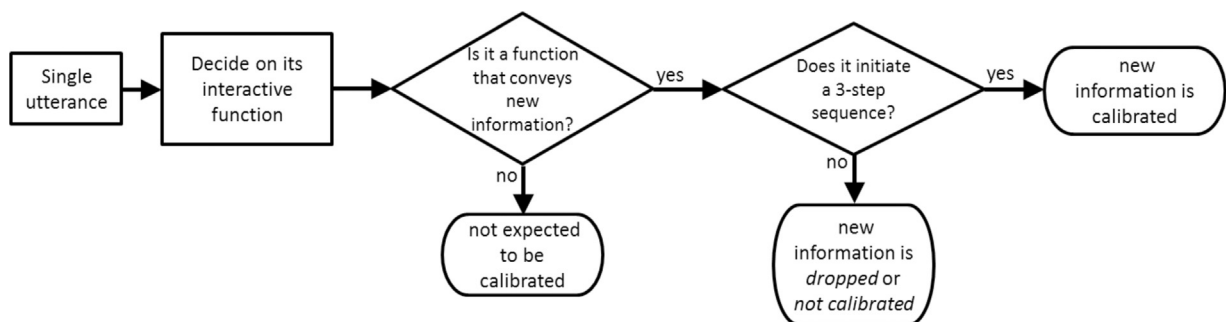 Single
utterance
Decide on its
interactive
function
Is it a function
that conveys
new
information?
yes
Does it initiate
a 3-step
sequence?
yes
new
information is
calibrated
no
not expected
to be
calibrated
no
new
information is
dropped or
not calibrated